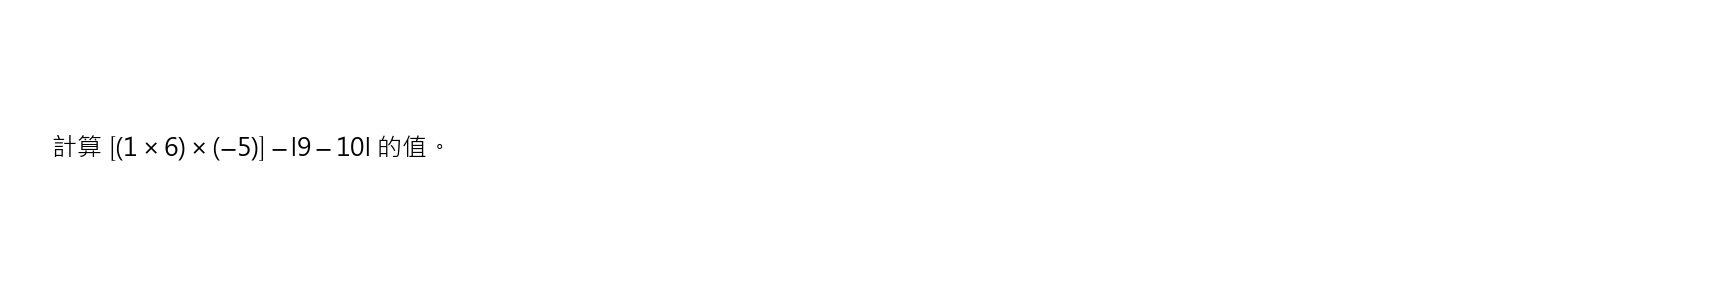 計算 [(1 × 6) × (−5)] − |9 − 10| 的值。